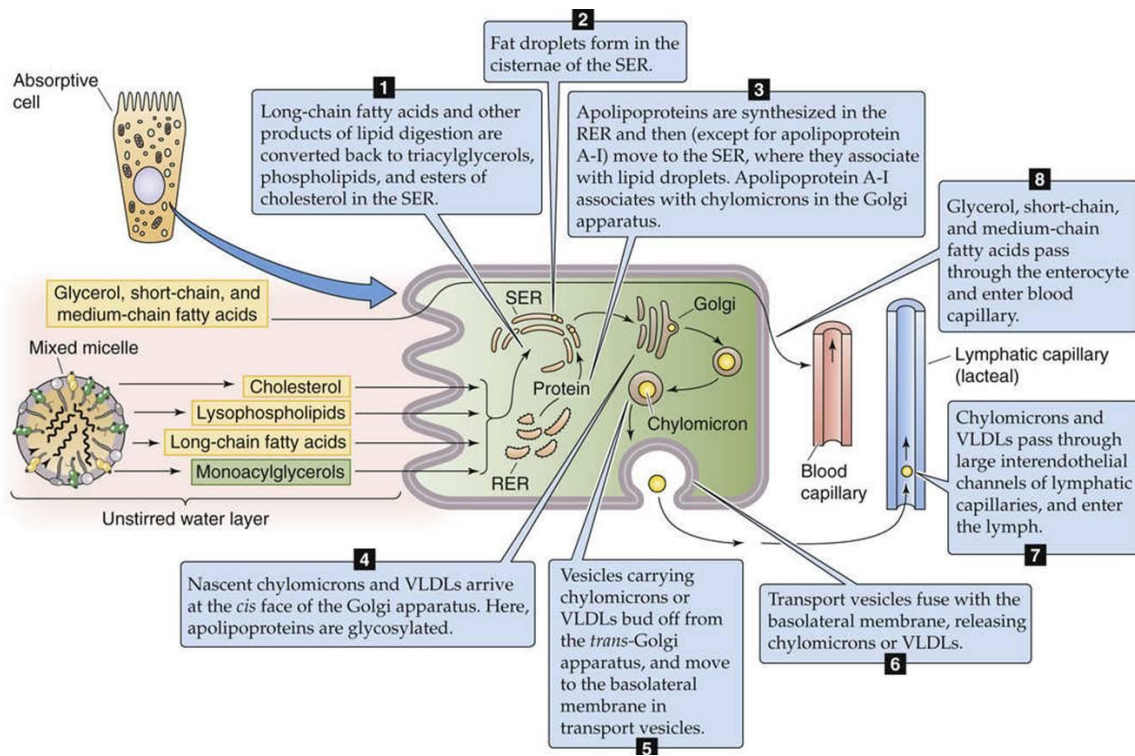 2
Fat droplets form in the
cisternae of the SER.
Absorptive
cell
1
Long-chain fatty acids and other
products of lipid digestion are
converted back to triacylglycerols,
phospholipids, and esters of
cholesterol in the SER.
3
Apolipoproteins are synthesized in the
RER and then (except for apolipoprotein
A-I) move to the SER, where they associate
with lipid droplets. Apolipoprotein A-I
associates with chylomicrons in the Golgi
apparatus.
8
Glycerol, short-chain,
and medium-chain
fatty acids pass
through the enterocyte
and enter blood
capillary.
Glycerol, short-chain, and
medium-chain fatty acids
SER
Golgi
Mixed micelle
Cholesterol
Lysophospholipids
Long-chain fatty acids
Monoacylglycerols
Unstirred water layer
Protein
RER
Chylomicron
Blood
capillary
Lymphatic capillary
(lacteal)
Chylomicrons and
VLDLs pass through
large interendothelial
channels of lymphatic
capillaries, and enter
the lymph.
7
4
Nascent chylomicrons and VLDLs arrive
at the cis face of the Golgi apparatus. Here,
apolipoproteins are glycosylated.
Vesicles carrying
chylomicrons or
VLDLs bud off from
the trans-Golgi
apparatus, and move
to the basolateral
membrane in
transport vesicles.
5
Transport vesicles fuse with the
basolateral membrane, releasing
chylomicrons or VLDLs.
6